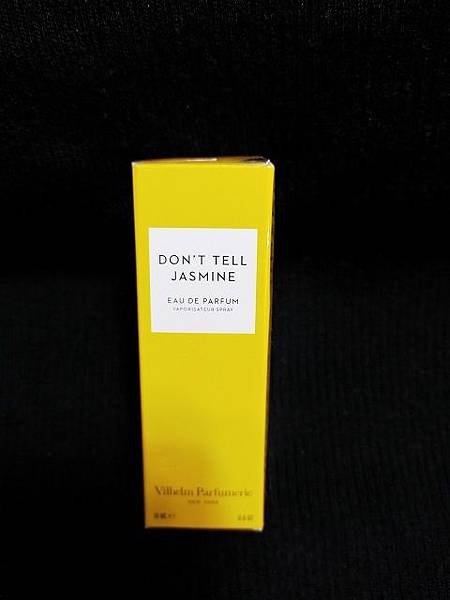 DON'T TELL
JASMINE
EAU DE PARFUM
VAPORISATEUR SPRAY
Vilhelm Parfumerie
NEW YORK